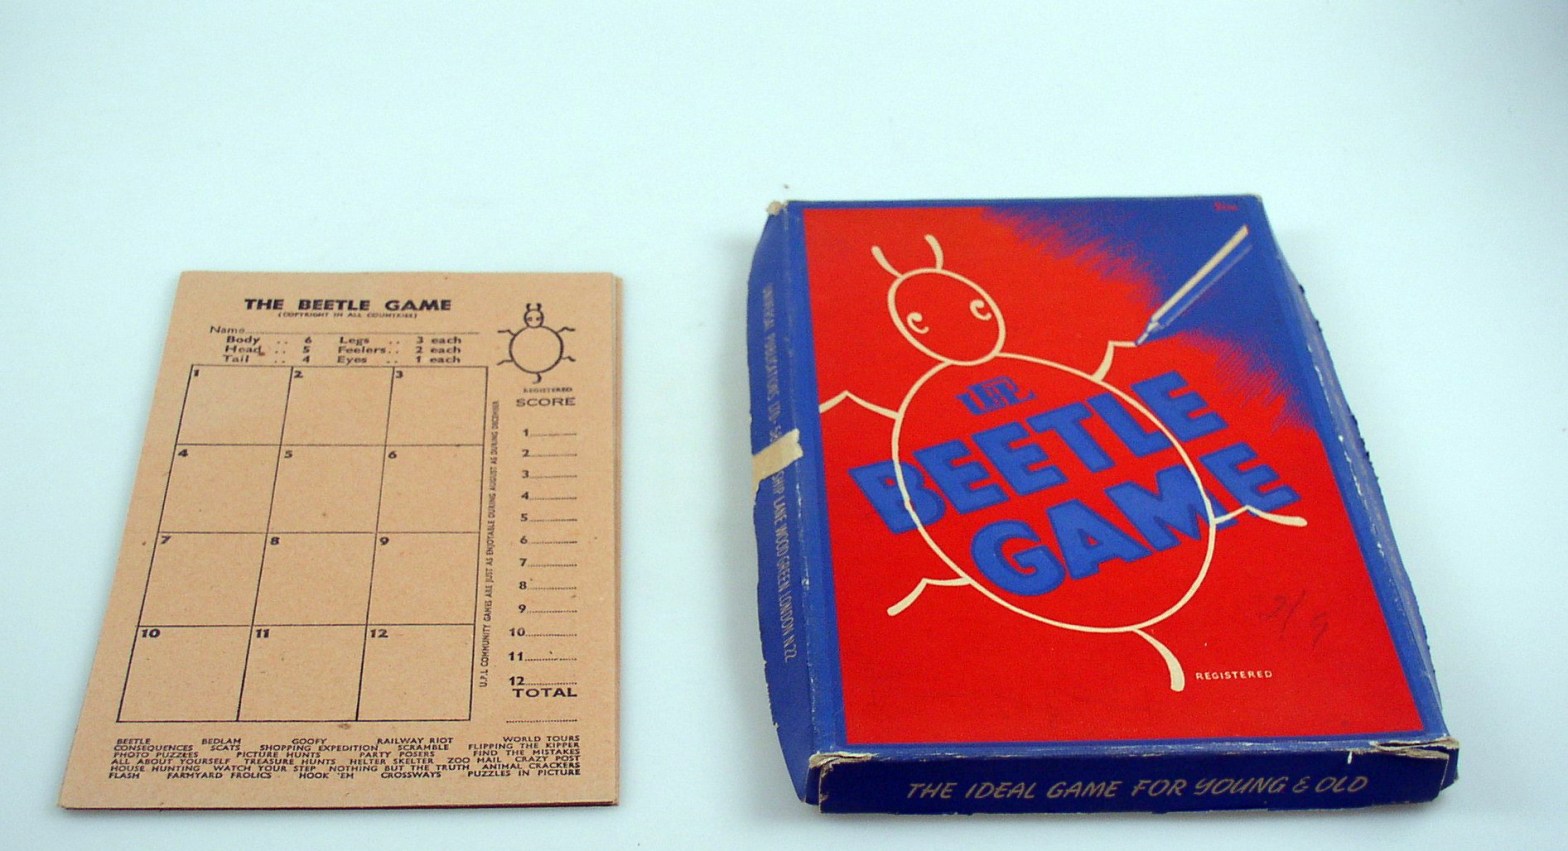 THE BEETLE GAME
(COPYRIGHT IN ALL COUNTRIES)
Name
Body .. 6 Legs .. 3 each
Head .. 5 Feelers.. 2 each
Tail .. 4 Eyes .. 1 each
REGISTERED
SCORE
1 2 3
4 5 6
7 8 9
10 11 12
U.P.L COMMUNITY GAMES ARE JUST AS ENJOYABLE DURING AUGUST AS DURING DECEMBER
1
2
3
4
5
6
7
8
9
10
11
12
TOTAL
BEETLE BEDLAM GOOFY RAILWAY RIOT WORLD TOURS
CONSEQUENCES SCATS SHOPPING EXPEDITION SCRAMBLE FLIPPING THE KIPPER
PHOTO PUZZLES PICTURE HUNTS PARTY POSERS FIND THE MISTAKES
ALL ABOUT YOURSELF TREASURE HUNTS HELTER SKELTER ZOO MAIL CRAZY POST
HOUSE HUNTING WATCH YOUR STEP NOTHING BUT THE TRUTH ANIMAL CRACKERS
FLASH FARMYARD FROLICS HOOK 'EM CROSSWAYS PUZZLES IN PICTURE
THE
BEETLE
GAME
2/9
REGISTERED
THE IDEAL GAME FOR YOUNG & OLD
LANE WOOD GREEN LONDON N.22